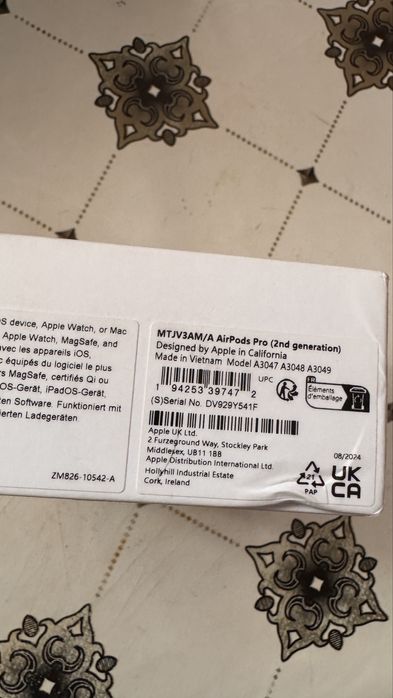 OS device, Apple Watch, or Mac
Apple Watch, MagSafe, and
avec les appareils iOS,
équipés du logiciel le plus
MagSafe, certifiés Qi ou
OS-Gerät, iPadOS-Gerät,
Software. Funktioniert mit
Ladegeräten
ZM826-10542-A
MTJV3AM/A AirPods Pro (2nd generation)
Designed by Apple in California
Made in Vietnam Model A3047 A3048 A3049
1 94253 39747 2
UPC
Éléments
d'emballage
(S)Serial No. DV929Y541F
Apple UK Ltd.
2 Furzeground Way, Stockley Park
Middlesex, UB11 1BB
Apple Distribution International Ltd.
Hollyhill Industrial Estate
Cork, Ireland
08/2024
21
PAP
UK
CA